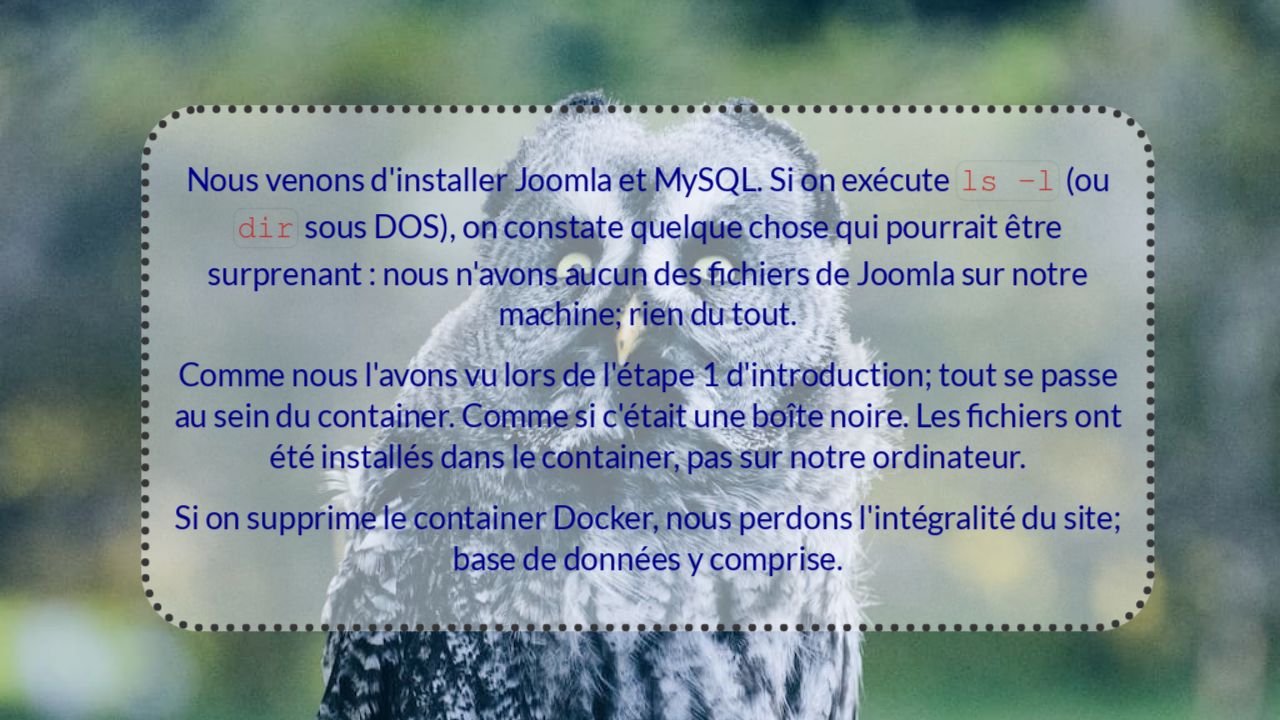 Nous venons d'installer Joomla et MySQL. Si on exécute ls -l (ou
dir sous DOS), on constate quelque chose qui pourrait être
surprenant : nous n'avons aucun des fichiers de Joomla sur notre
machine; rien du tout.
Comme nous l'avons vu lors de l'étape 1 d'introduction; tout se passe
au sein du container. Comme si c'était une boîte noire. Les fichiers ont
été installés dans le container, pas sur notre ordinateur.
Si on supprime le container Docker, nous perdons l'intégralité du site;
base de données y comprise.